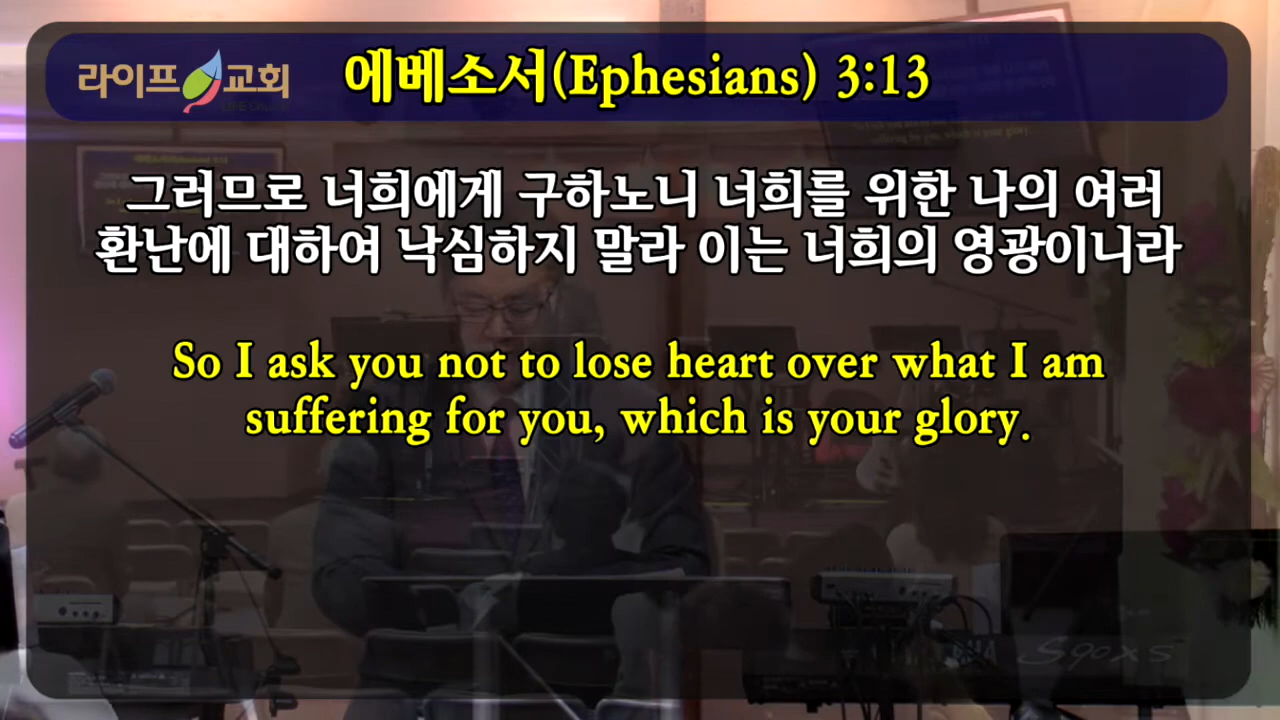 라이프 교회
에베소서(Ephesians) 3:13
그러므로 너희에게 구하노니 너희를 위한 나의 여러
환난에 대하여 낙심하지 말라 이는 너희의 영광이니라
So I ask you not to lose heart over what I am
suffering for you, which is your glory.
S90XS